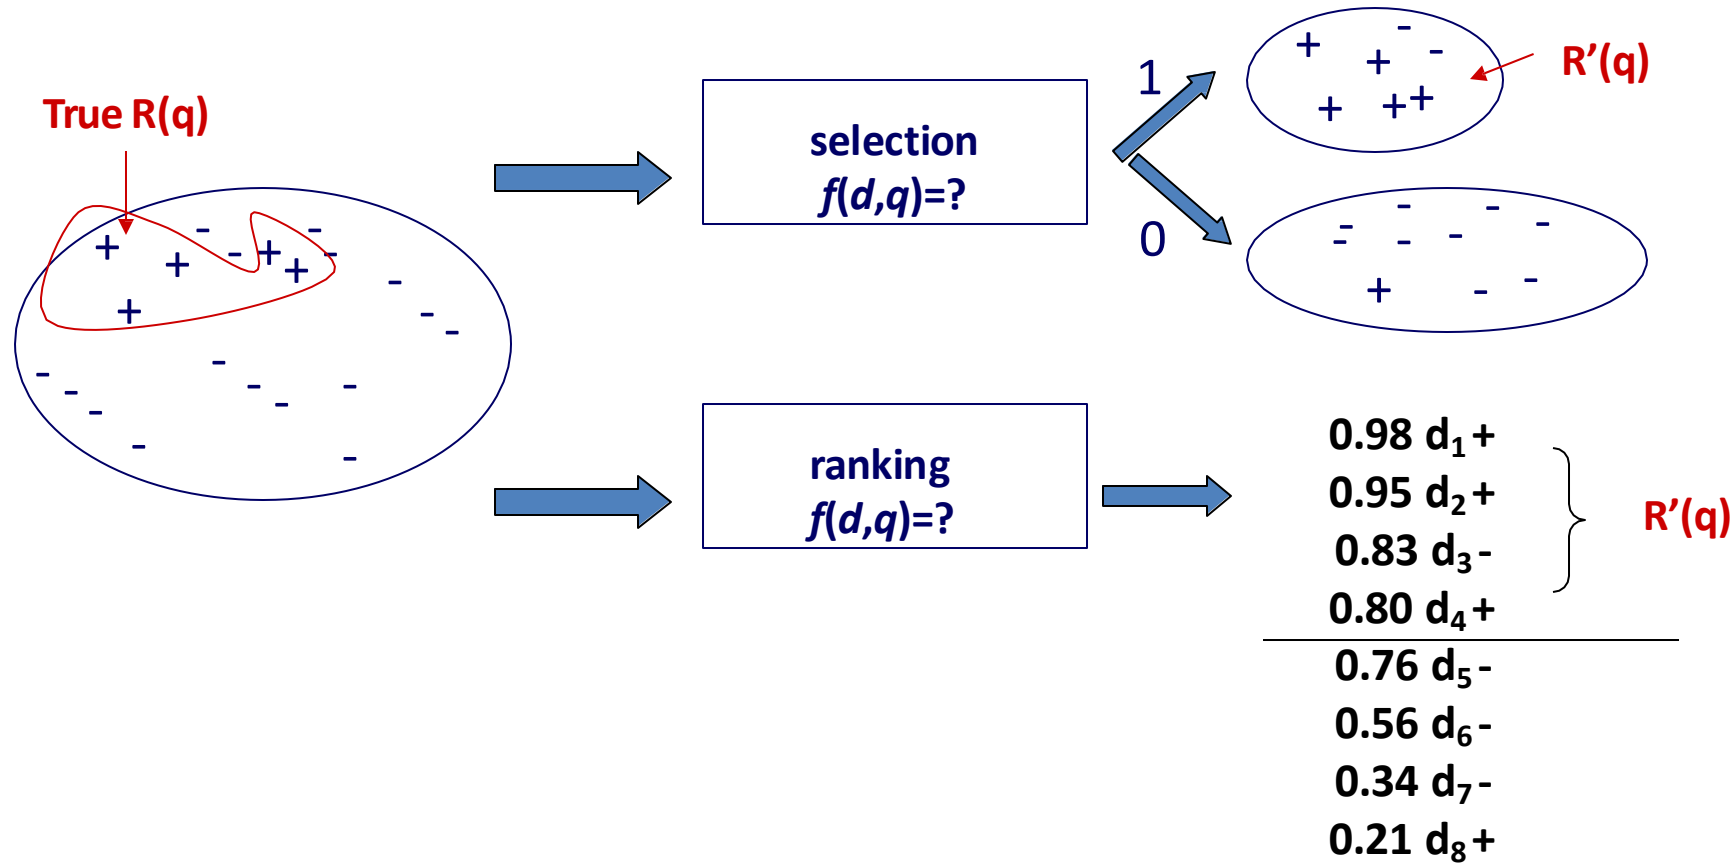 True R(q)
selection
f(d,q)=?
1
0
R’(q)
+ - + - + + +
- - - - - - - + - -
+ + - - + + - - + - - - - - - - - - - - - -
ranking
f(d,q)=?
0.98 d1 +
0.95 d2 +
0.83 d3 -
0.80 d4 +
R’(q)
0.76 d5 -
0.56 d6 -
0.34 d7 -
0.21 d8 +